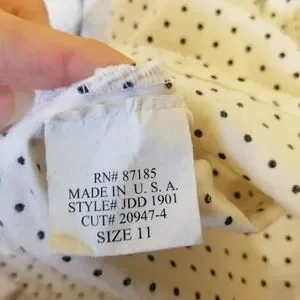 RN# 87185
MADE IN U. S. A.
STYLE# JDD 1901
CUT# 20947-4
SIZE 11